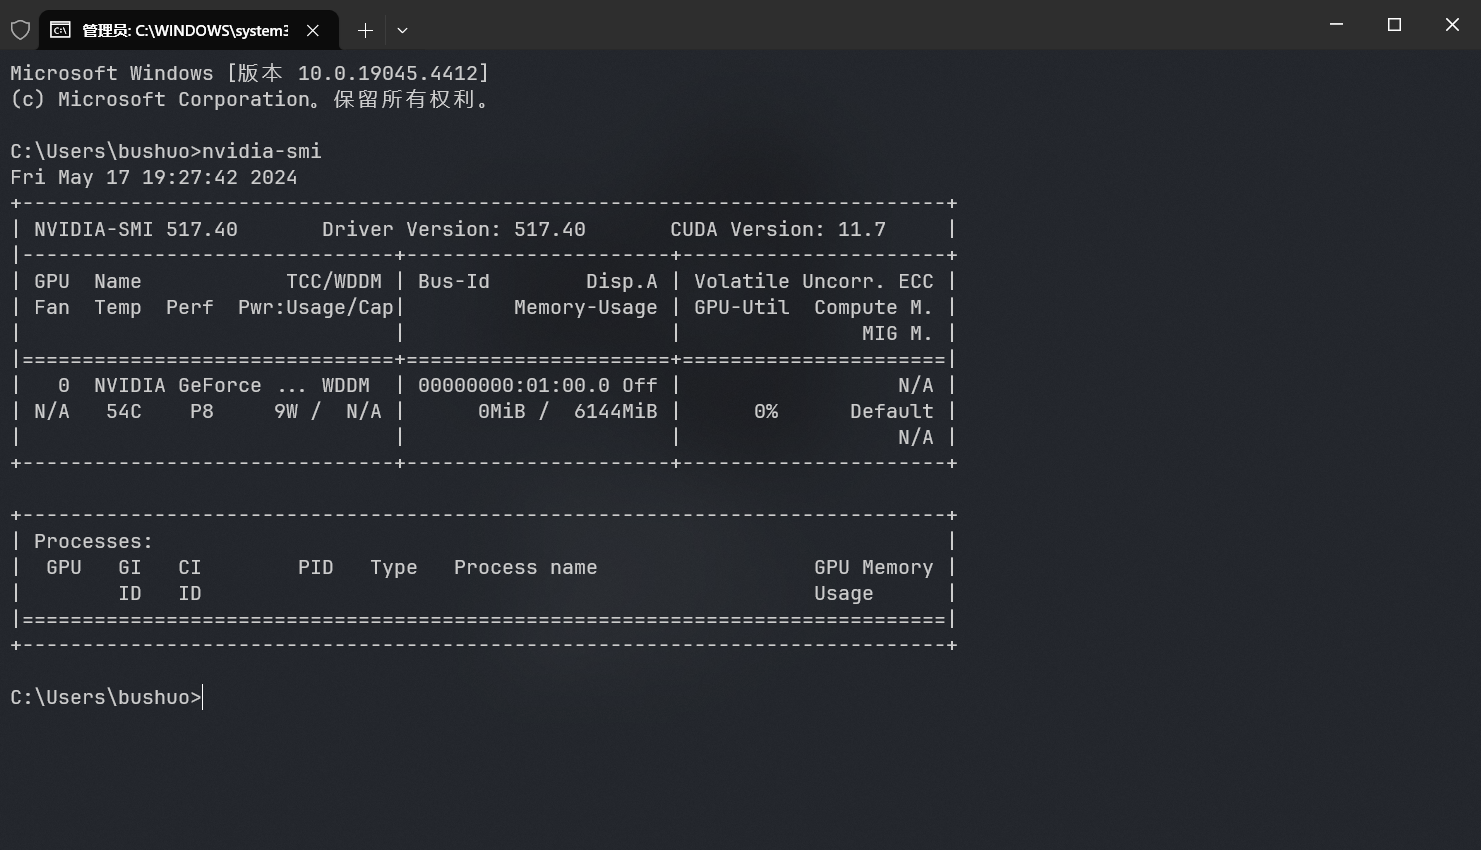 管理员: C:\WINDOWS\system3
Microsoft Windows [版本 10.0.19045.4412]
(c) Microsoft Corporation。保留所有权利。
C:\Users\bushuo>nvidia-smi
Fri May 17 19:27:42 2024
+-----------------------------------------------------------------------------+
| NVIDIA-SMI 517.40       Driver Version: 517.40       CUDA Version: 11.7     |
|-------------------------------+----------------------+----------------------+
| GPU  Name            TCC/WDDM | Bus-Id        Disp.A | Volatile Uncorr. ECC |
| Fan  Temp  Perf  Pwr:Usage/Cap|         Memory-Usage | GPU-Util  Compute M. |
|                               |                      |               MIG M. |
|===============================+======================+======================|
|   0  NVIDIA GeForce ... WDDM  | 00000000:01:00.0 Off |                  N/A |
| N/A   54C    P8     9W /  N/A |      0MiB /  6144MiB |      0%      Default |
|                               |                      |                  N/A |
+-------------------------------+----------------------+----------------------+
+-----------------------------------------------------------------------------+
| Processes:                                                                  |
|  GPU   GI   CI        PID   Type   Process name                  GPU Memory |
|        ID   ID                                                   Usage      |
|=============================================================================|
+-----------------------------------------------------------------------------+
C:\Users\bushuo>